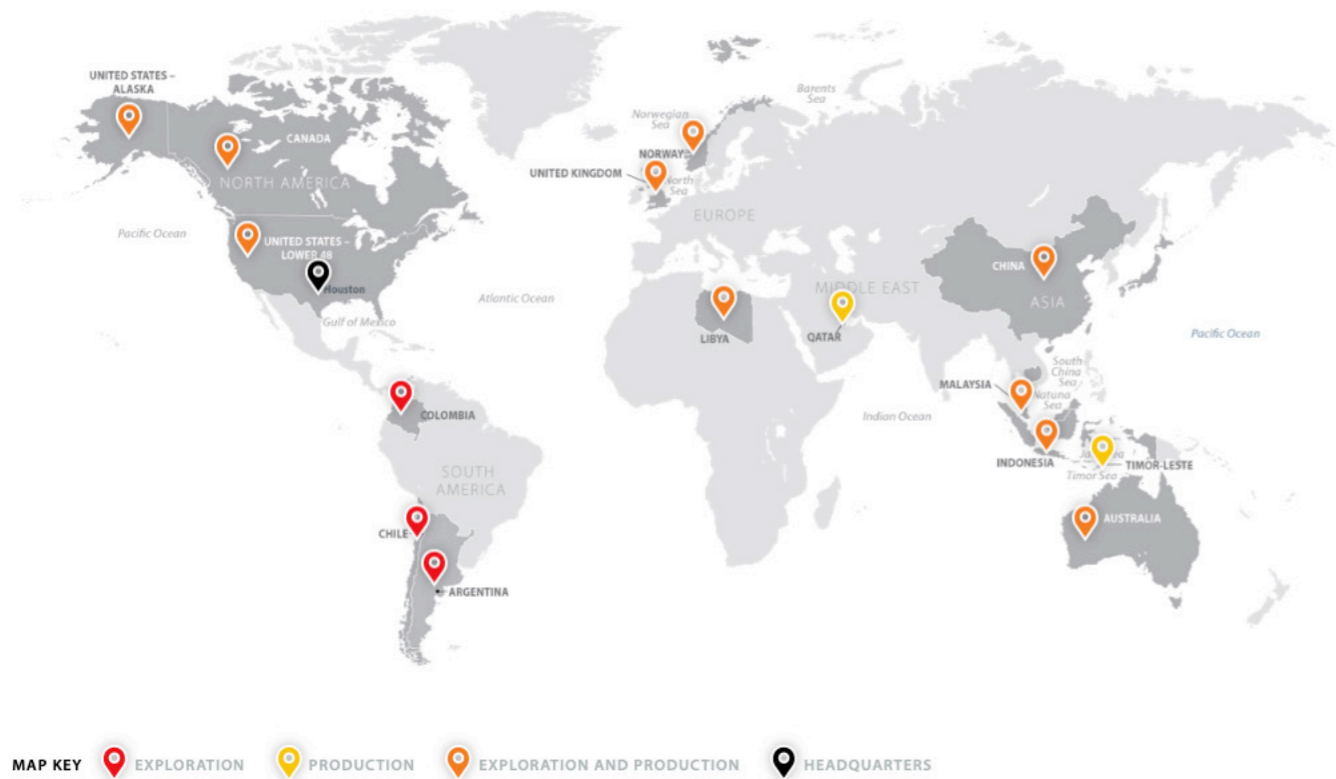 UNITED STATES –
ALASKA
CANADA
NORTH AMERICA
Pacific Ocean
UNITED STATES –
LOWER 48
Houston
Gulf of Mexico
Atlantic Ocean
COLOMBIA
SOUTH
AMERICA
CHILE
ARGENTINA
Barents
Sea
Norwegian
Sea
NORWAY
UNITED KINGDOM
North
Sea
EUROPE
LIBYA
MIDDLE EAST
QATAR
CHINA
ASIA
Pacific Ocean
Indian Ocean
South
China
Sea
MALAYSIA
Natuna
Sea
INDONESIA
TIMOR-LESTE
Timor Sea
AUSTRALIA
MAP KEY
EXPLORATION
PRODUCTION
EXPLORATION AND PRODUCTION
HEADQUARTERS